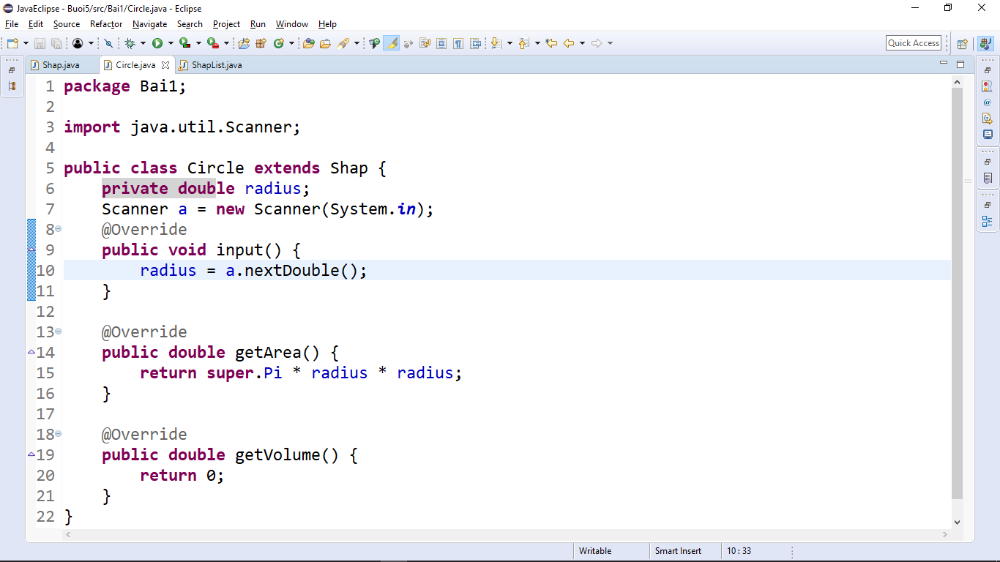 JavaEclipse - Buoi5/src/Bai1/Circle.java - Eclipse
File Edit Source Refactor Navigate Search Project Run Window Help
Quick Access
Shap.java Circle.java ShapList.java
1 package Bai1;
2
3 import java.util.Scanner;
4
5 public class Circle extends Shap {
6 private double radius;
7 Scanner a = new Scanner(System.in);
8 @Override
9 public void input() {
10 radius = a.nextDouble();
11 }
12
13 @Override
14 public double getArea() {
15 return super.Pi * radius * radius;
16 }
17
18 @Override
19 public double getVolume() {
20 return 0;
21 }
22 }
Writable Smart Insert 10 : 33